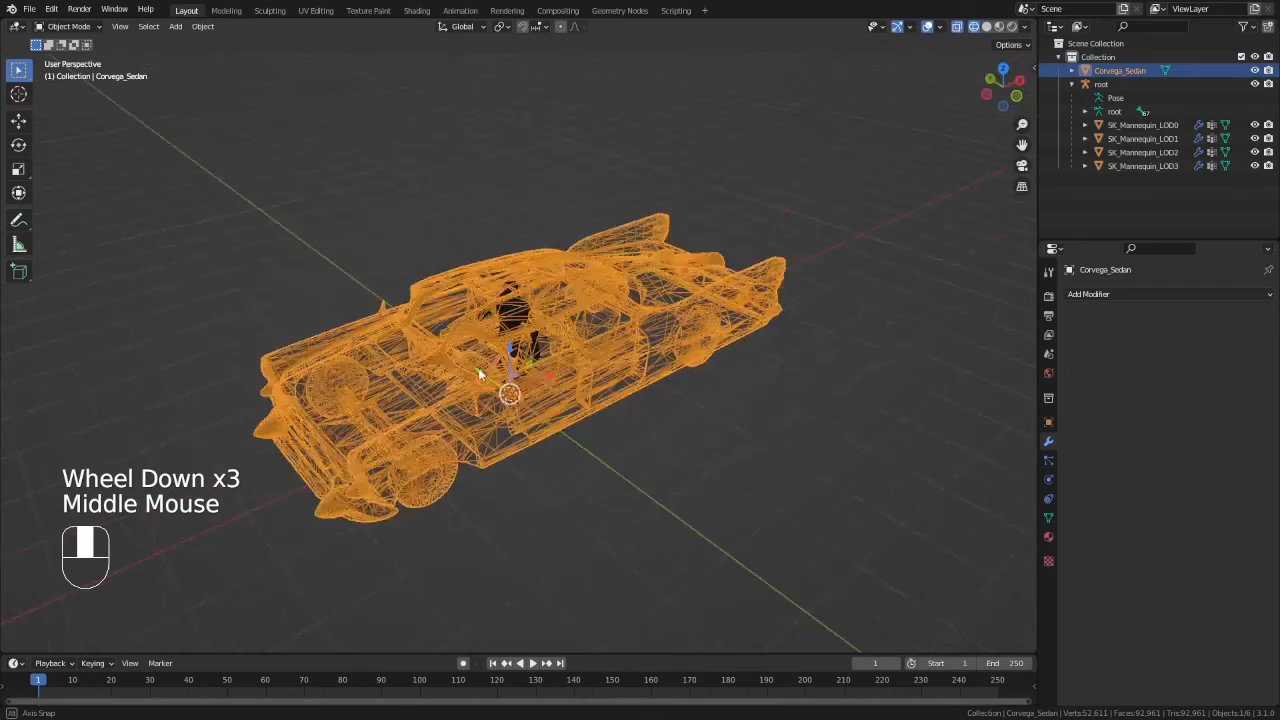 File Edit Render Window Help Layout Modeling Sculpting UV Editing Texture Paint Shading Animation Rendering Compositing Geometry Nodes Scripting + Scene ViewLayer
Object Mode View Select Add Object Global
Options
User Perspective
(1) Collection | Corvega_Sedan
Scene Collection
Collection
Corvega_Sedan
root
Pose
root 67
SK_Mannequin_LOD0
SK_Mannequin_LOD1
SK_Mannequin_LOD2
SK_Mannequin_LOD3
Corvega_Sedan
Add Modifier
Wheel Down x3
Middle Mouse
Playback Keying View Marker 1 Start 1 End 250
1 10 20 30 40 50 60 70 80 90 100 110 120 130 140 150 160 170 180 190 200 210 220 230 240 250
Alt Axis Snap Collection | Corvega_Sedan | Verts:52,611 | Faces:92,961 | Tris:92,961 | Objects:1/6 | 3.1.0